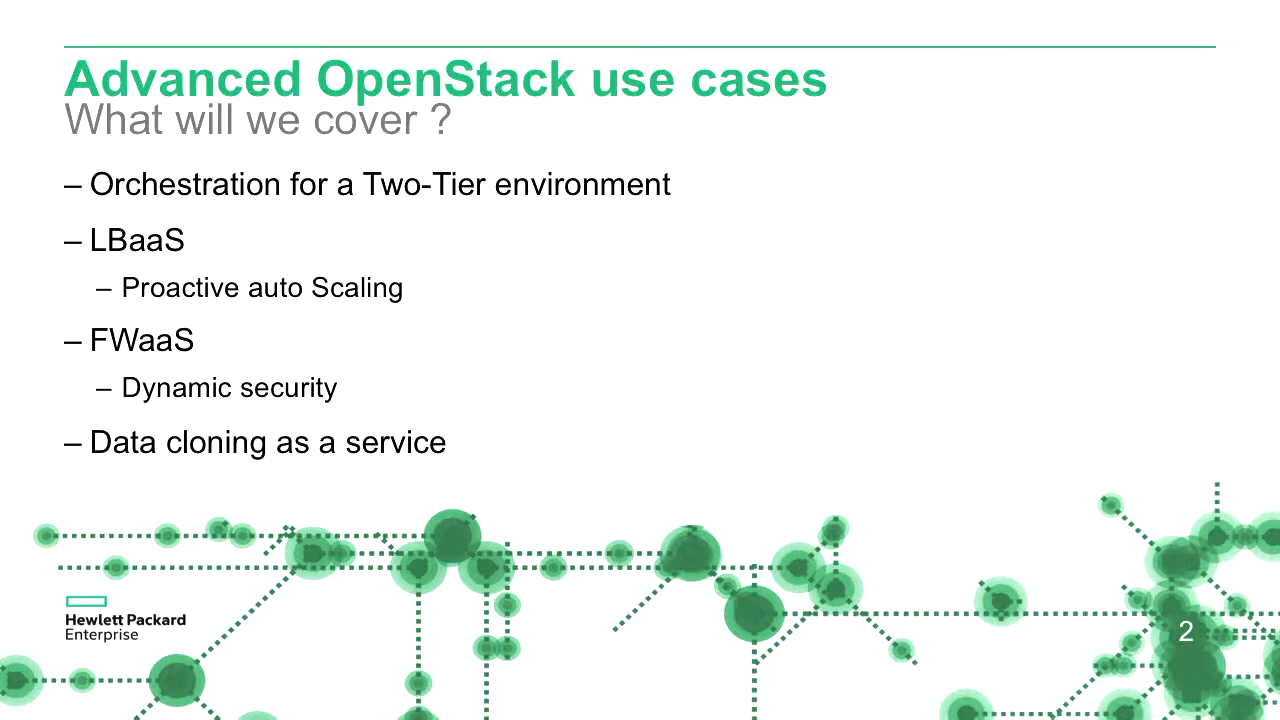 Advanced OpenStack use cases
What will we cover ?
– Orchestration for a Two-Tier environment
– LBaaS
– Proactive auto Scaling
– FWaaS
– Dynamic security
– Data cloning as a service
Hewlett Packard
Enterprise
2